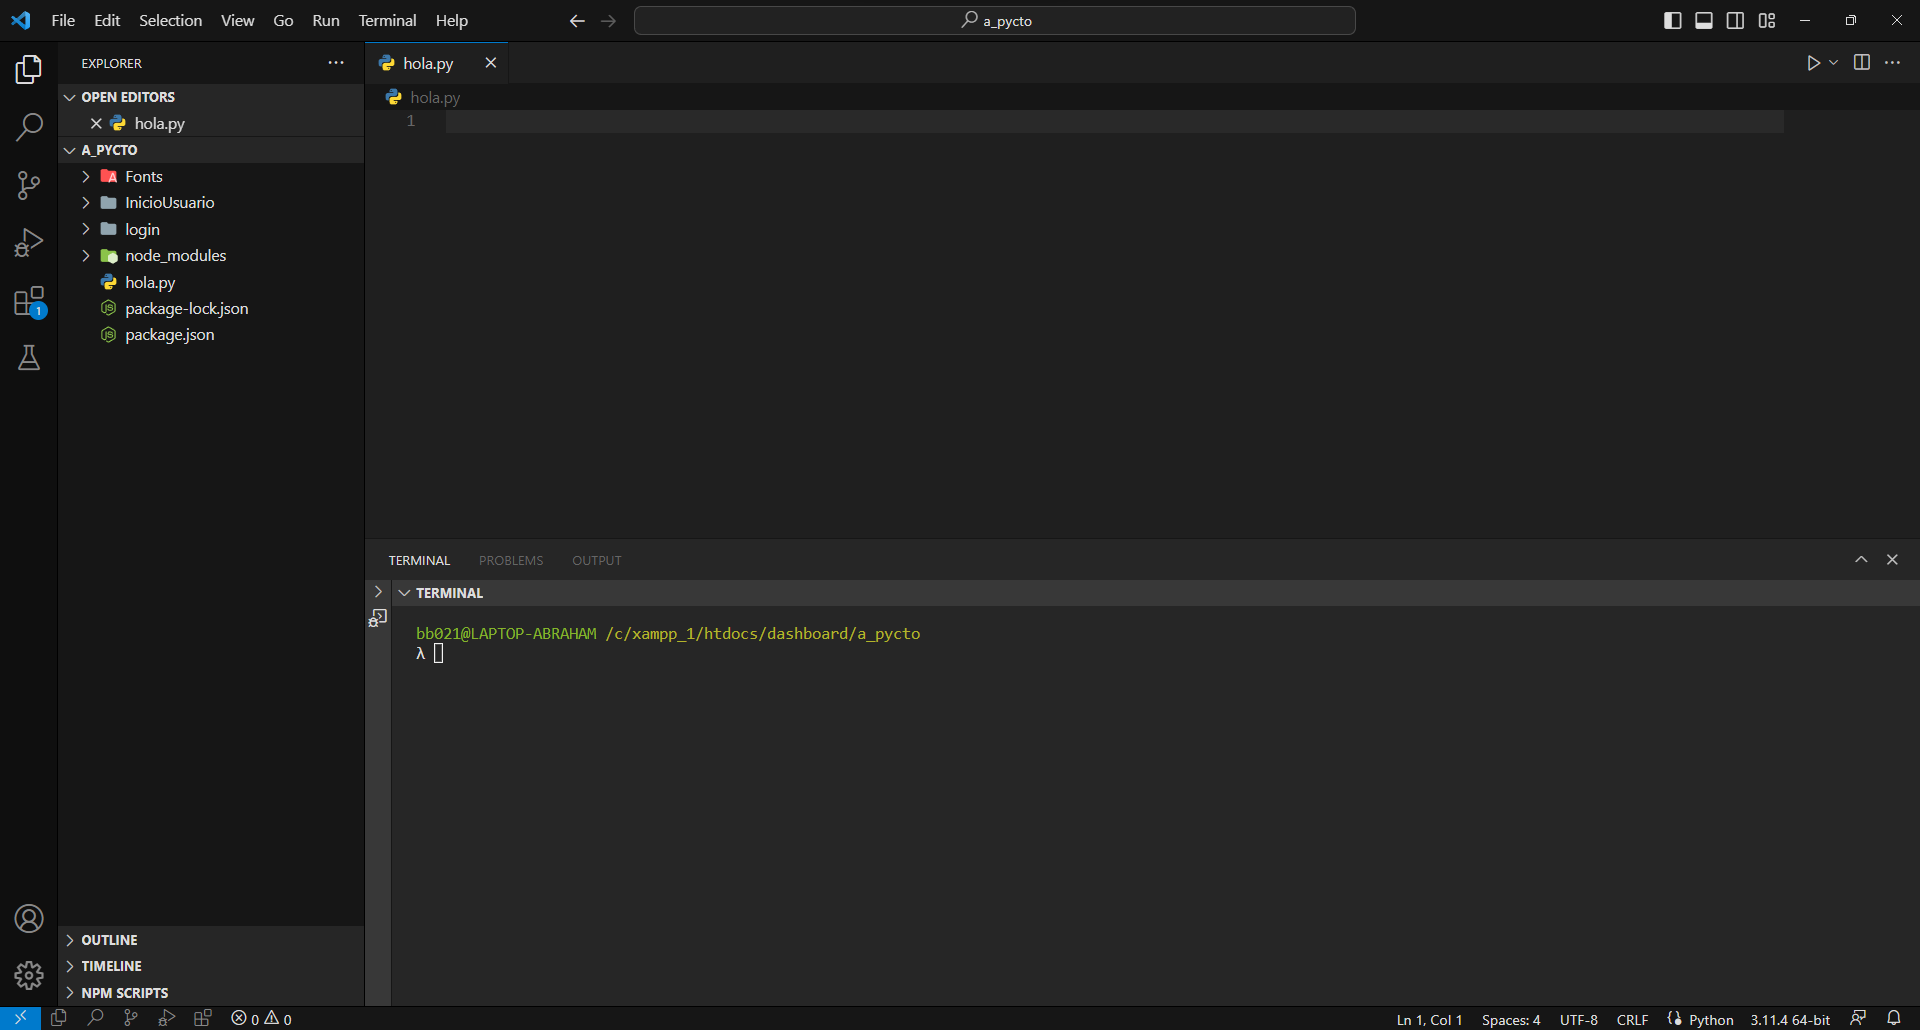 File Edit Selection View Go Run Terminal Help
a_pycto
EXPLORER
OPEN EDITORS
hola.py
A_PYCTO
Fonts
InicioUsuario
login
node_modules
hola.py
package-lock.json
package.json
1
OUTLINE
TIMELINE
NPM SCRIPTS
hola.py
hola.py
1
TERMINAL PROBLEMS OUTPUT
TERMINAL
bb021@LAPTOP-ABRAHAM /c/xampp_1/htdocs/dashboard/a_pycto
λ
0 0
Ln 1, Col 1 Spaces: 4 UTF-8 CRLF Python 3.11.4 64-bit